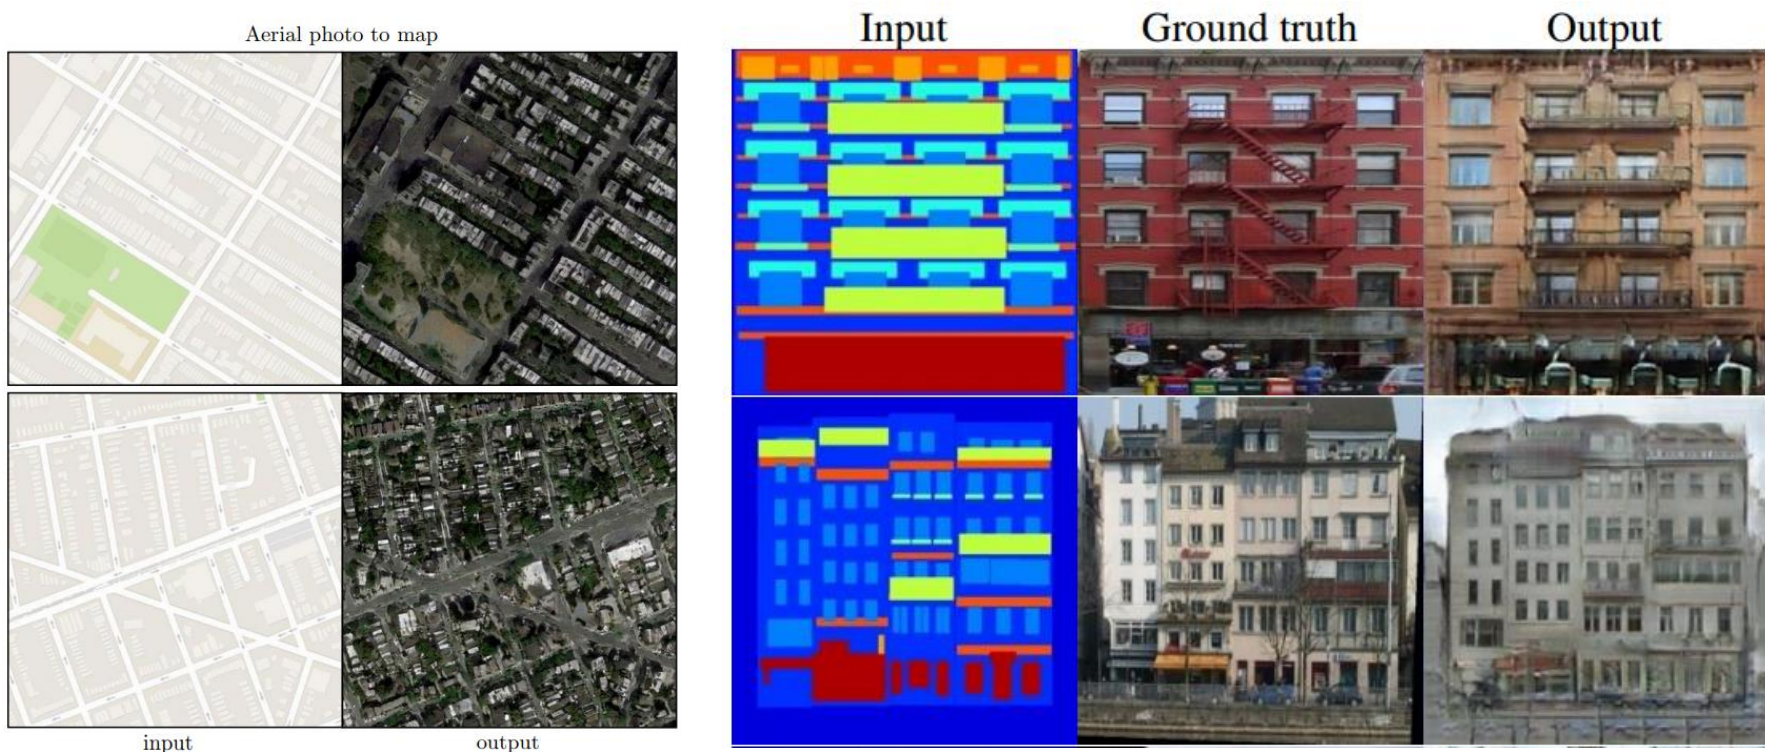 Aerial photo to map
input
output
Input
Ground truth
Output